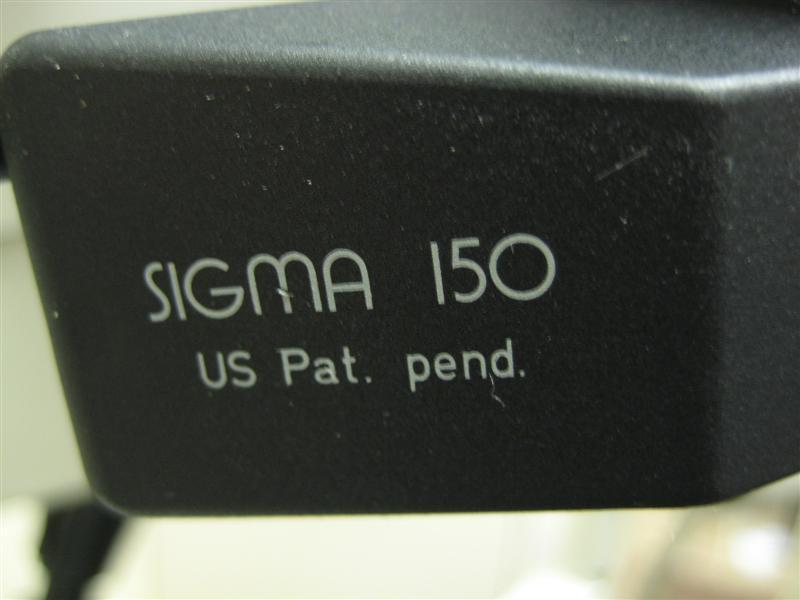 SIGMA 150
US Pat. pend.